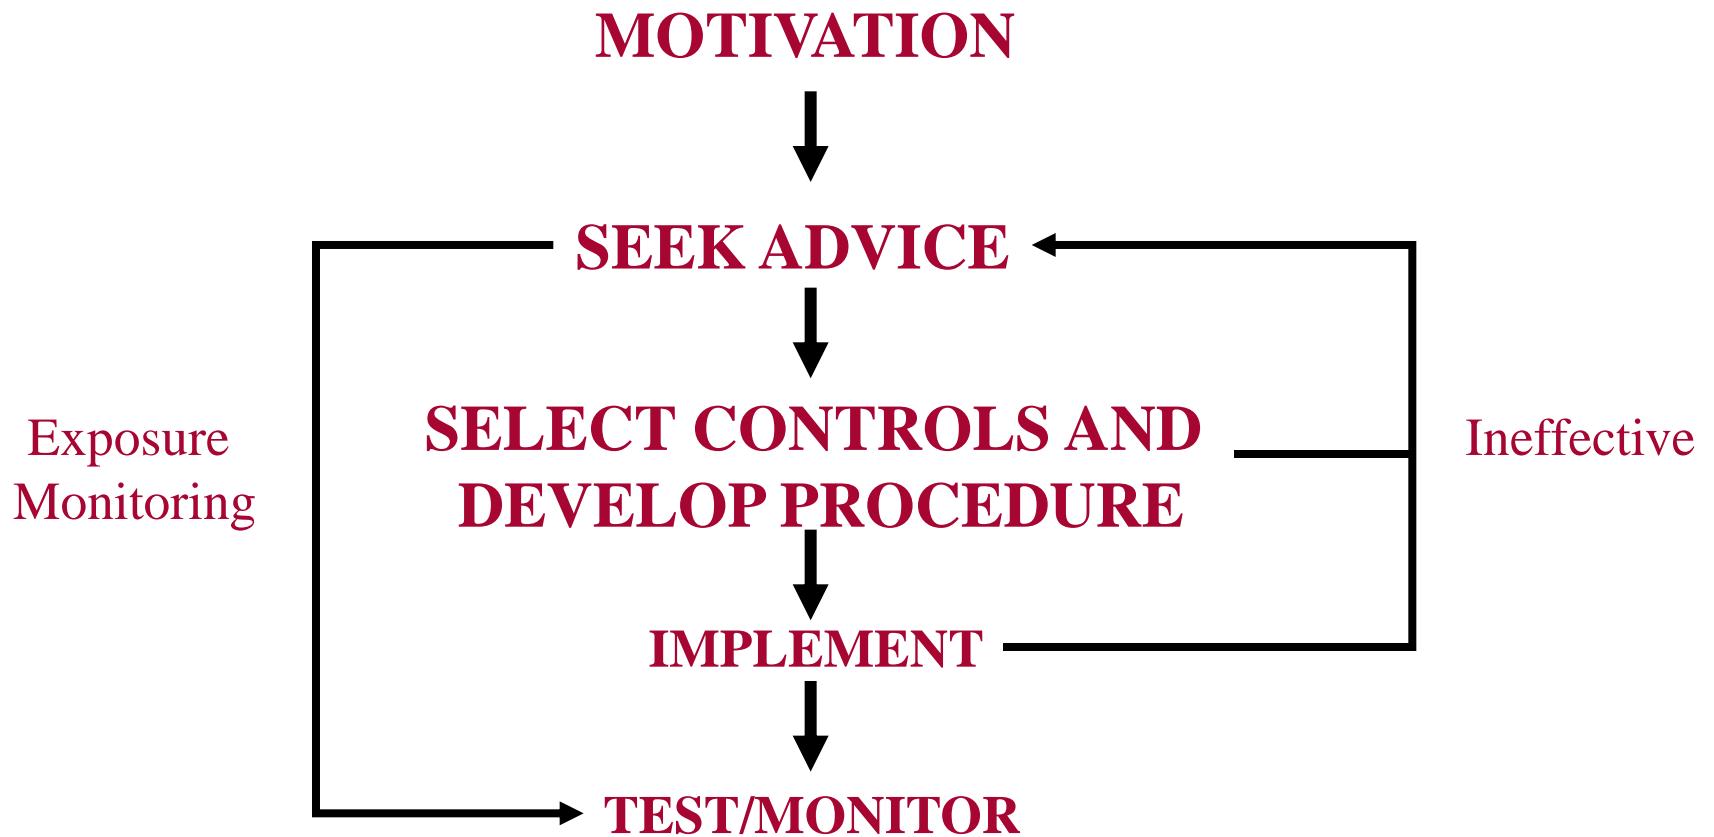 MOTIVATION
SEEK ADVICE
SELECT CONTROLS AND
DEVELOP PROCEDURE
Exposure
Monitoring
Ineffective
IMPLEMENT
TEST/MONITOR